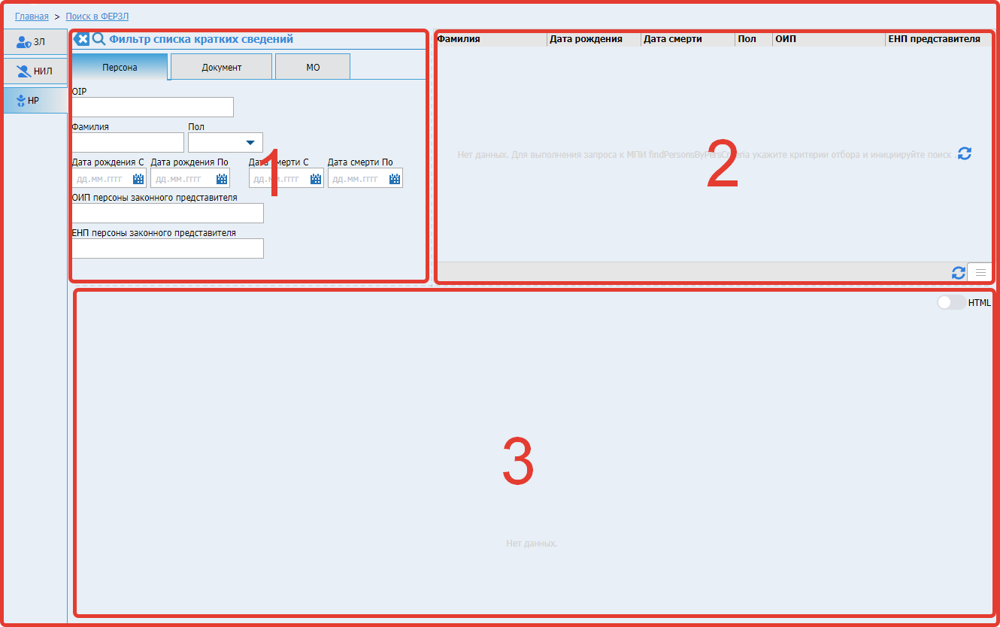 Главная > Поиск в ФЕРЗЛ
ЗЛ
НИЛ
НР
Фильтр списка кратких сведений
Персона Документ МО
OIP
Фамилия Пол
Дата рождения С Дата рождения По Дата смерти С Дата смерти По
дд.мм.гггг дд.мм.гггг дд.мм.гггг дд.мм.гггг
ОИП персоны законного представителя
ЕНП персоны законного представителя
1
Фамилия Дата рождения Дата смерти Пол ОИП ЕНП представителя
Нет данных. Для выполнения запроса к МПИ findPersonsByPersCriteria укажите критерии отбора и инициируйте поиск .
2
HTML
3
Нет данных.